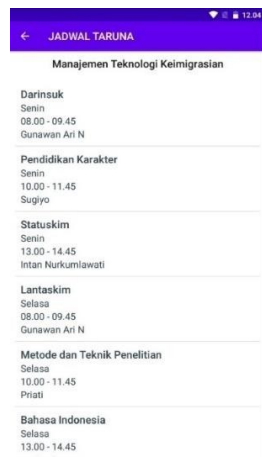 12.04
JADWAL TARUNA
Manajemen Teknologi Keimigrasian
Darinsuk
Senin
08.00 - 09.45
Gunawan Ari N
Pendidikan Karakter
Senin
10.00 - 11.45
Sugiyo
Statuskim
Senin
13.00 - 14.45
Intan Nurkumlawati
Lantaskim
Selasa
08.00 - 09.45
Gunawan Ari N
Metode dan Teknik Penelitian
Selasa
10.00 - 11.45
Priati
Bahasa Indonesia
Selasa
13.00 - 14.45